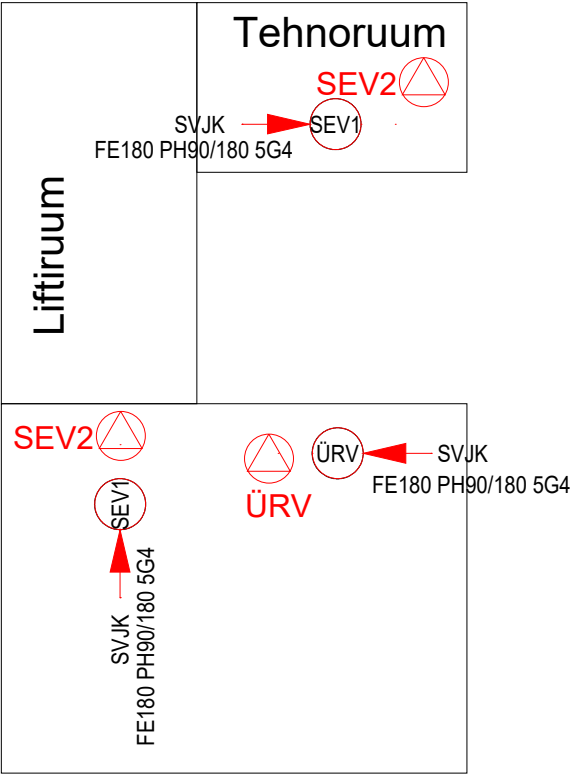 Tehnoruum
SEV2
SVJK
SEV1
FE180 PH90/180 5G4
Liftiruum
SEV2
ÜRV
SVJK
FE180 PH90/180 5G4
ÜRV
SEV1
SVJK
FE180 PH90/180 5G4